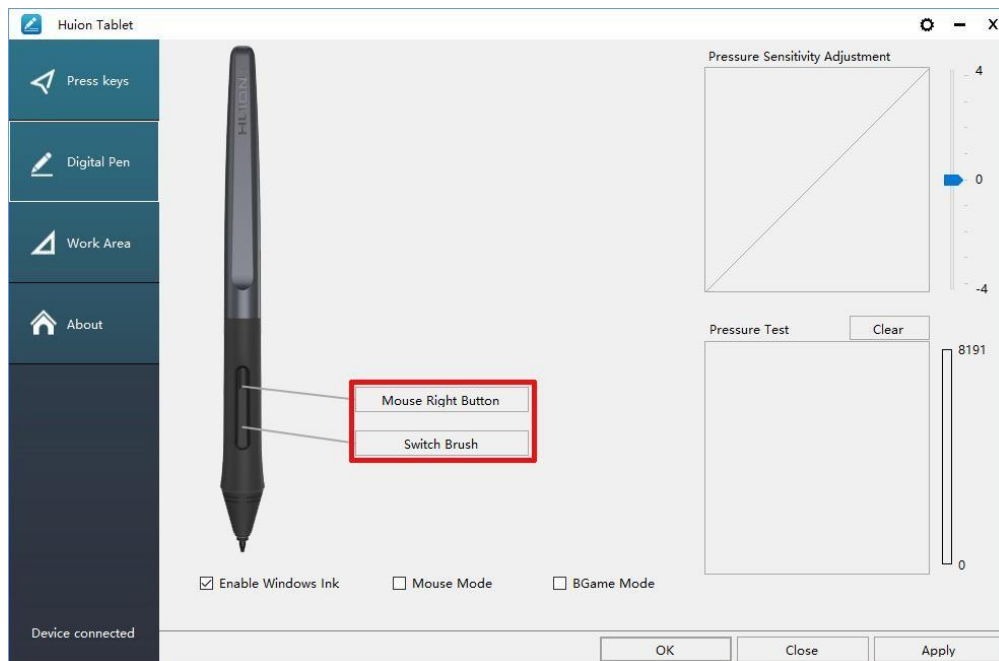 Huion Tablet
X
Press keys
Digital Pen
Work Area
About
Device connected
HUION
Mouse Right Button
Switch Brush
Enable Windows Ink
Mouse Mode
BGame Mode
Pressure Sensitivity Adjustment
4
0
-4
Pressure Test
Clear
8191
0
OK
Close
Apply